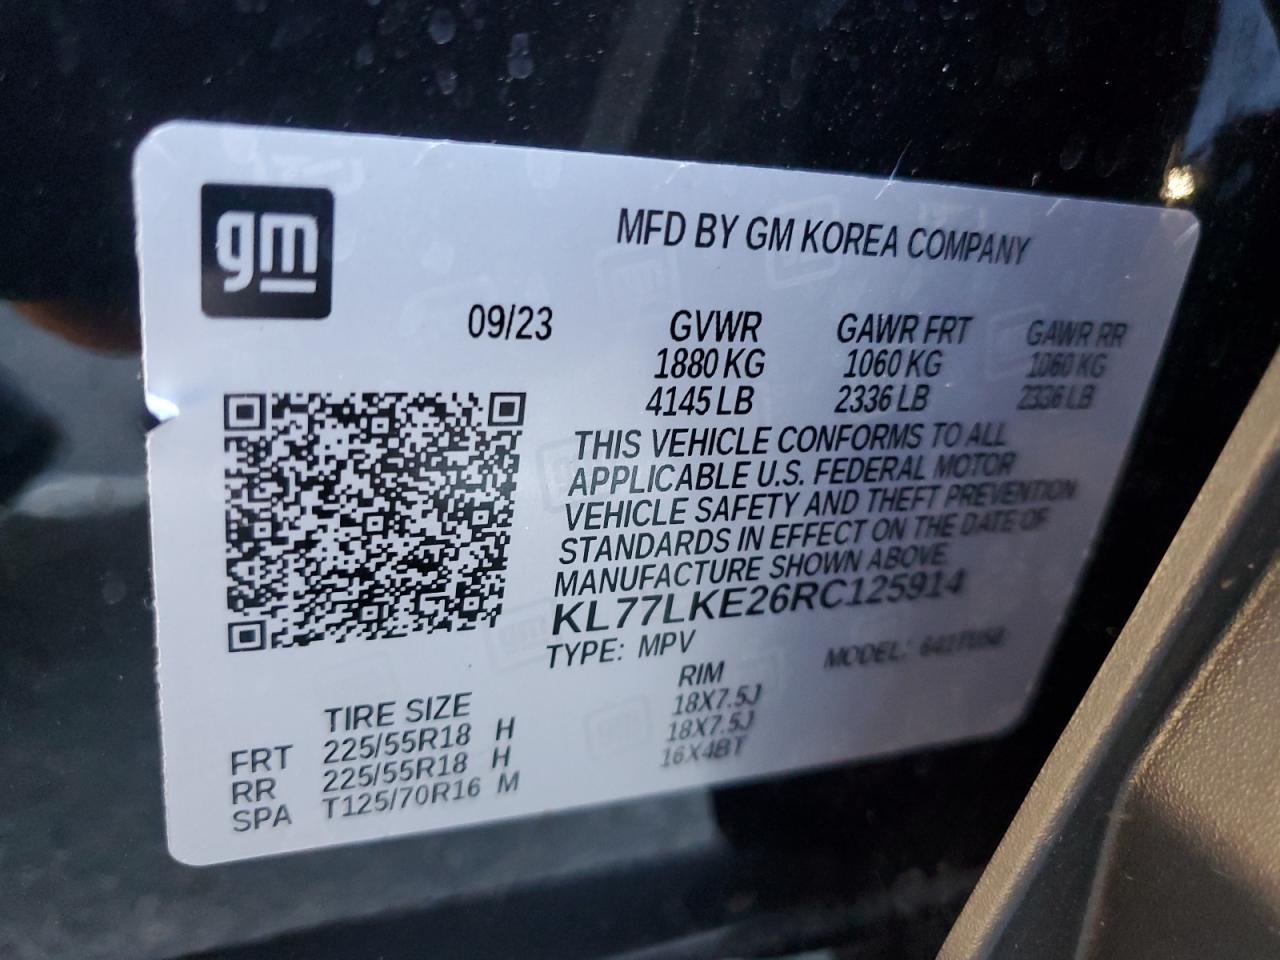 gm
MFD BY GM KOREA COMPANY
09/23 GVWR GAWR FRT GAWR RR
1880 KG 1060 KG 1060 KG
4145 LB 2336 LB 2336 LB
THIS VEHICLE CONFORMS TO ALL
APPLICABLE U.S. FEDERAL MOTOR
VEHICLE SAFETY AND THEFT PREVENTION
STANDARDS IN EFFECT ON THE DATE OF
MANUFACTURE SHOWN ABOVE
KL77LKE26RC125914
TYPE: MPV MODEL:
TIRE SIZE RIM
FRT 225/55R18 H 18X7.5J
RR 225/55R18 H 18X7.5J
SPA T125/70R16 M 16X4BT